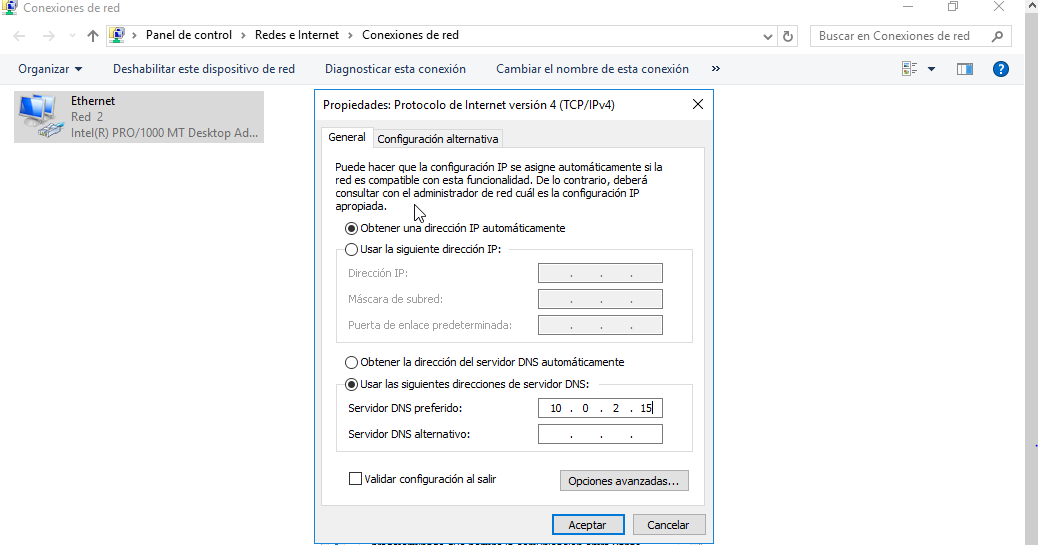 Conexiones de red
Panel de control
Redes e Internet
Conexiones de red
Buscar en Conexiones de red
Organizar
Deshabilitar este dispositivo de red
Diagnosticar esta conexión
Cambiar el nombre de esta conexión
»
?
Ethernet
Red 2
Intel(R) PRO/1000 MT Desktop Ad...
Propiedades: Protocolo de Internet versión 4 (TCP/IPv4)
General
Configuración alternativa
Puede hacer que la configuración IP se asigne automáticamente si la
red es compatible con esta funcionalidad. De lo contrario, deberá
consultar con el administrador de red cuál es la configuración IP
apropiada.
Obtener una dirección IP automáticamente
Usar la siguiente dirección IP:
Dirección IP: . . .
Máscara de subred: . . .
Puerta de enlace predeterminada: . . .
Obtener la dirección del servidor DNS automáticamente
Usar las siguientes direcciones de servidor DNS:
Servidor DNS preferido: 10 . 0 . 2 . 15
Servidor DNS alternativo: . . .
Validar configuración al salir
Opciones avanzadas...
Aceptar
Cancelar